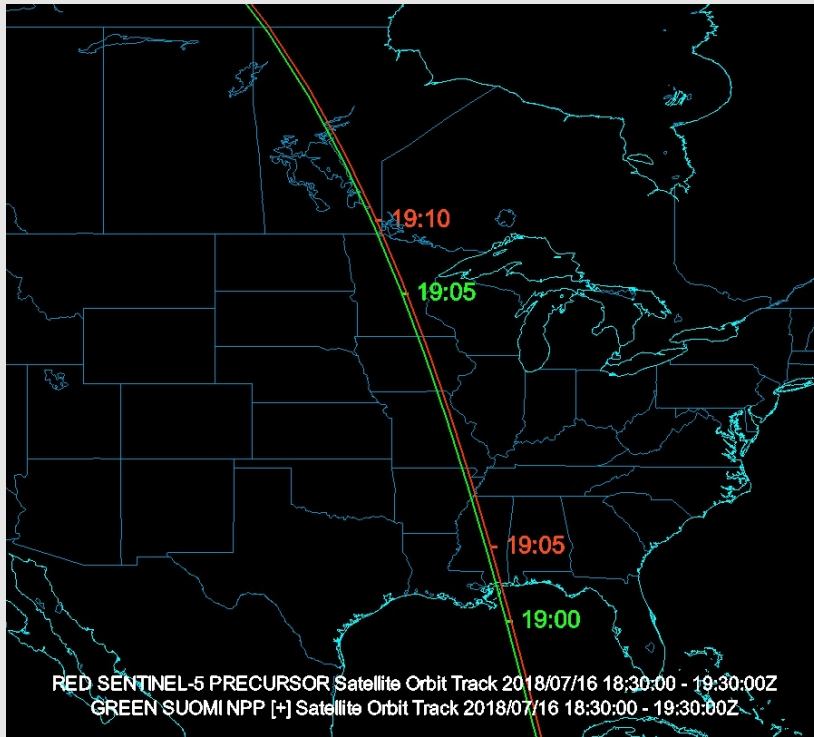 19:10
19:05
19:05
19:00
RED SENTINEL-5 PRECURSOR Satellite Orbit Track 2018/07/16 18:30:00 - 19:30:00Z
GREEN SUOMI NPP [+] Satellite Orbit Track 2018/07/16 18:30:00 - 19:30:00Z